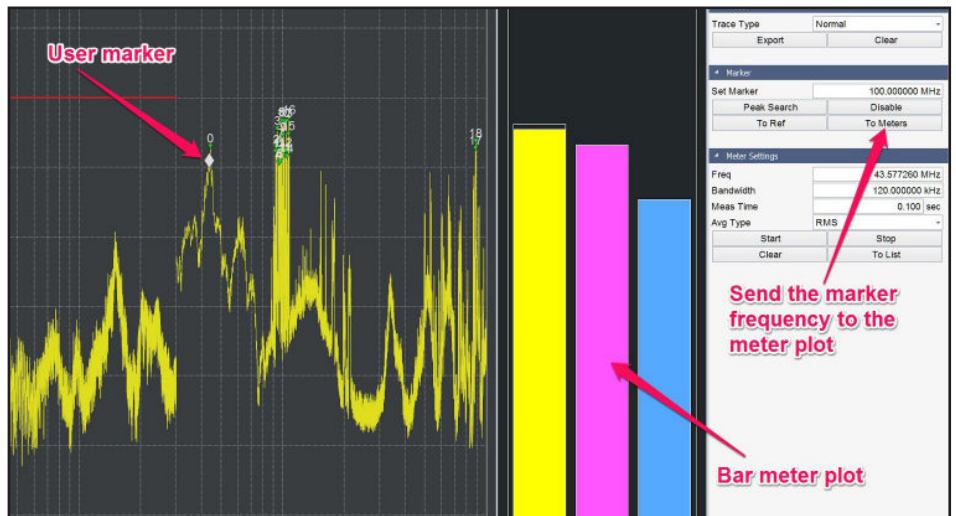 User marker
0
18
Trace Type Normal
Export Clear
Marker
Set Marker 100.000000 MHz
Peak Search Disable
To Ref To Meters
Meter Settings
Freq 43.577260 MHz
Bandwidth 120.000000 kHz
Meas Time 0.100 sec
Avg Type RMS
Start Stop
Clear To List
Send the marker
frequency to the
meter plot
Bar meter plot